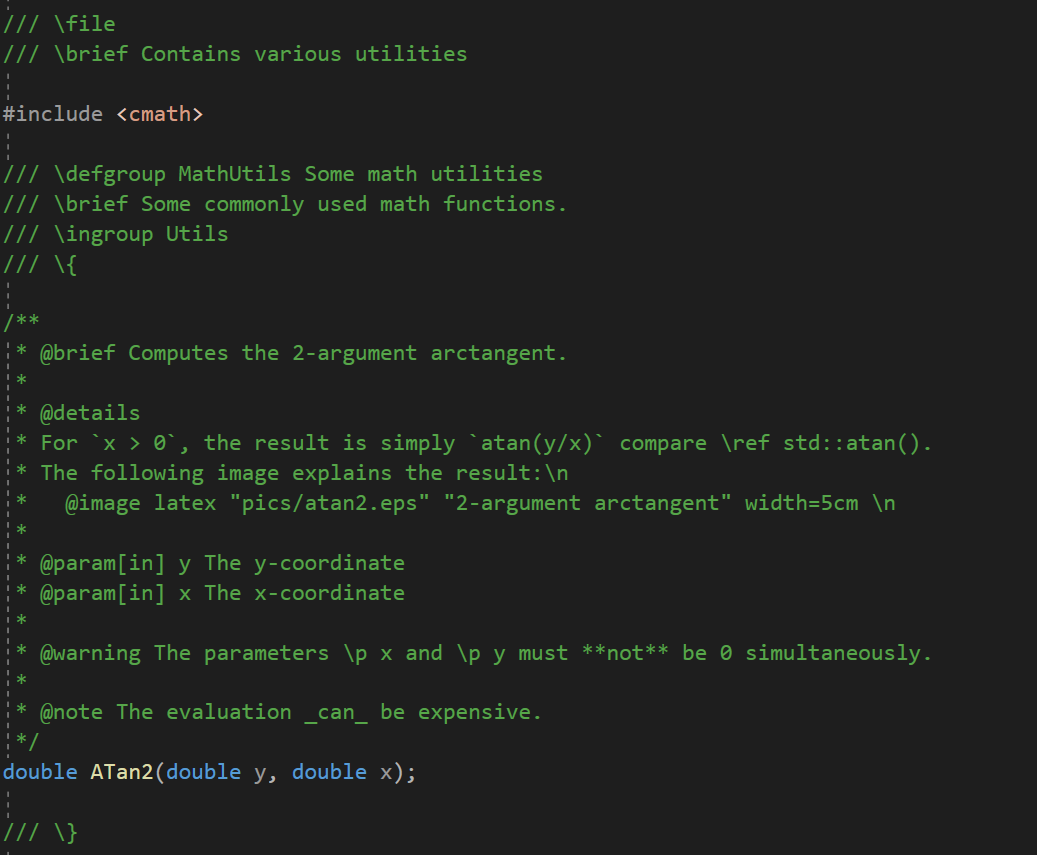 /// \file
/// \brief Contains various utilities
#include <cmath>
/// \defgroup MathUtils Some math utilities
/// \brief Some commonly used math functions.
/// \ingroup Utils
/// \{
/**
 * @brief Computes the 2-argument arctangent.
 *
 * @details
 * For `x > 0`, the result is simply `atan(y/x)` compare \ref std::atan().
 * The following image explains the result:\n
 *   @image latex "pics/atan2.eps" "2-argument arctangent" width=5cm \n
 *
 * @param[in] y The y-coordinate
 * @param[in] x The x-coordinate
 *
 * @warning The parameters \p x and \p y must **not** be 0 simultaneously.
 *
 * @note The evaluation _can_ be expensive.
 */
double ATan2(double y, double x);
/// \}